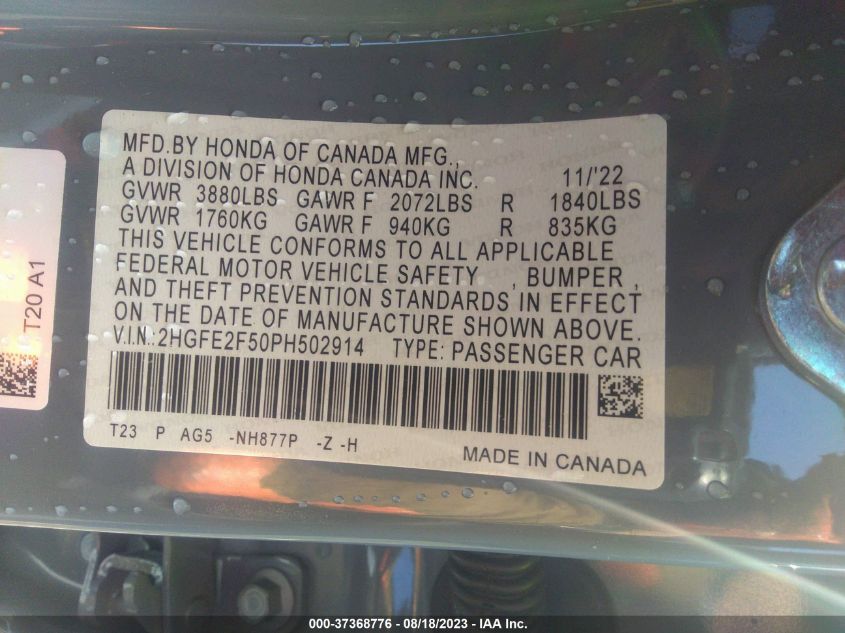 MFD.BY HONDA OF CANADA MFG.,
A DIVISION OF HONDA CANADA INC. 11/'22
GVWR 3880LBS GAWR F 2072LBS R 1840LBS
GVWR 1760KG GAWR F 940KG R 835KG
THIS VEHICLE CONFORMS TO ALL APPLICABLE
FEDERAL MOTOR VEHICLE SAFETY , BUMPER ,
AND THEFT PREVENTION STANDARDS IN EFFECT
ON THE DATE OF MANUFACTURE SHOWN ABOVE.
V.I.N.:2HGFE2F50PH502914 TYPE: PASSENGER CAR
T23 P AG5 -NH877P -Z -H
MADE IN CANADA
T20 A1
000-37368776 — 08/18/2023 — IAA Inc.